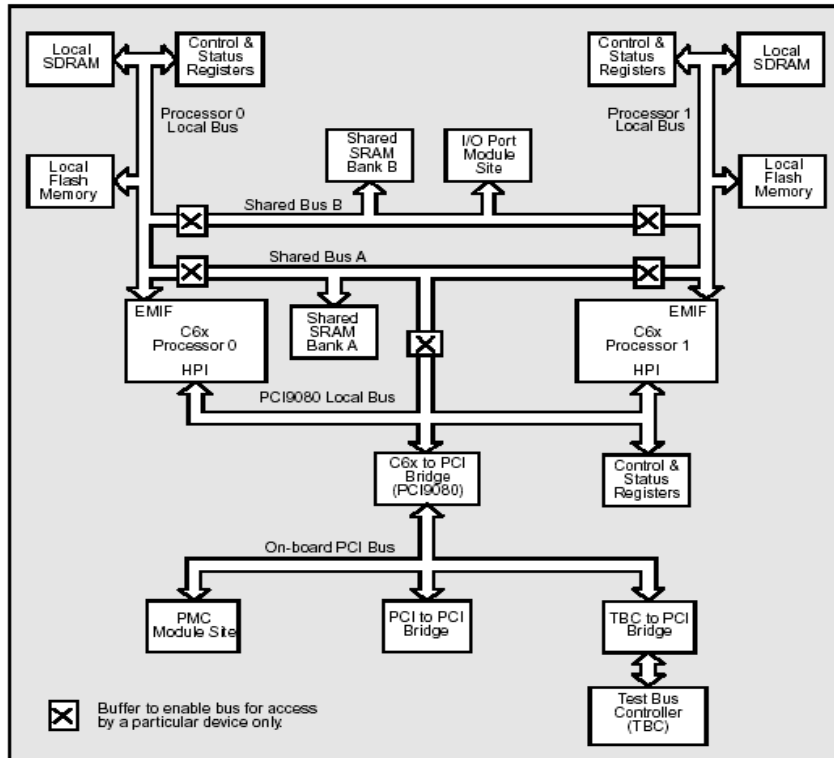 Local
SDRAM
Control &
Status
Registers
Control &
Status
Registers
Local
SDRAM
Processor 0
Local Bus
Processor 1
Local Bus
Shared
SRAM
Bank B
I/O Port
Module
Site
Local
Flash
Memory
Local
Flash
Memory
Shared Bus B
Shared Bus A
EMIF
C6x
Processor 0
HPI
Shared
SRAM
Bank A
EMIF
C6x
Processor 1
HPI
PCI9080 Local Bus
C6x to PCI
Bridge
(PCI9080)
Control &
Status
Registers
On-board PCI Bus
PMC
Module Site
PCI to PCI
Bridge
TBC to PCI
Bridge
Test Bus
Controller
(TBC)
Buffer to enable bus for access
by a particular device only.